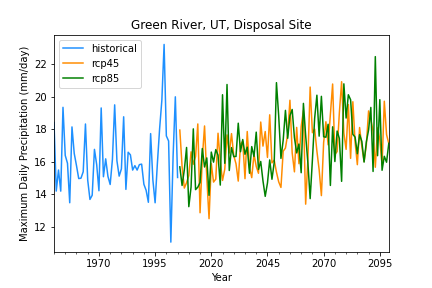 Green River, UT, Disposal Site
Maximum Daily Precipitation (mm/day)
22
20
18
16
14
12
historical
rcp45
rcp85
1970
1995
2020
2045
2070
2095
Year